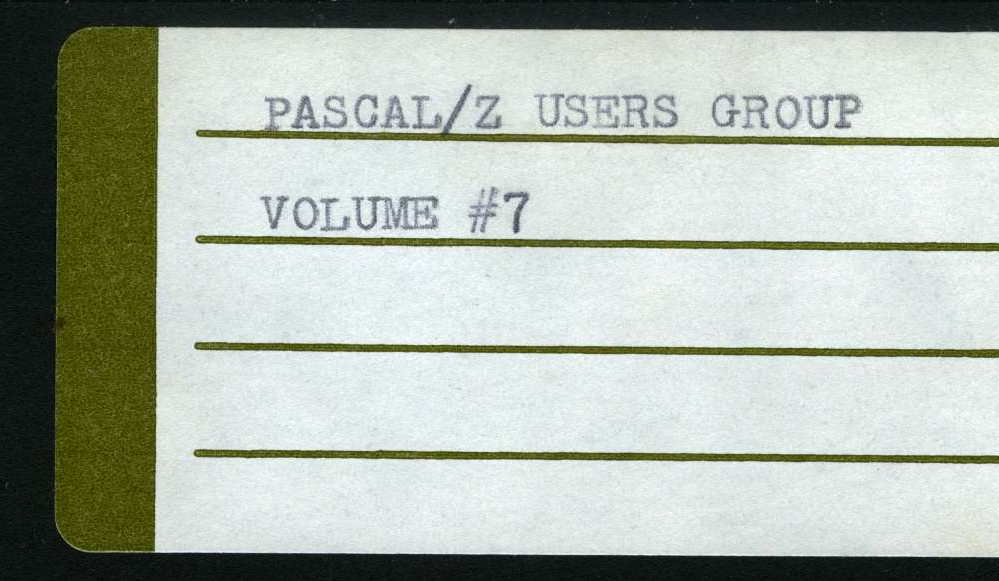 PASCAL/Z USERS GROUP
VOLUME #7